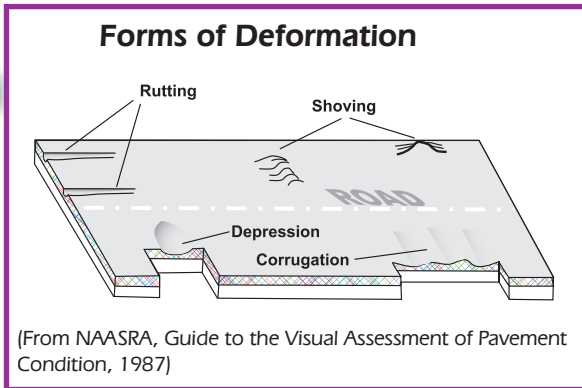 Forms of Deformation
Rutting
Shoving
ROAD
Depression
Corrugation
(From NAASRA, Guide to the Visual Assessment of Pavement
Condition, 1987)